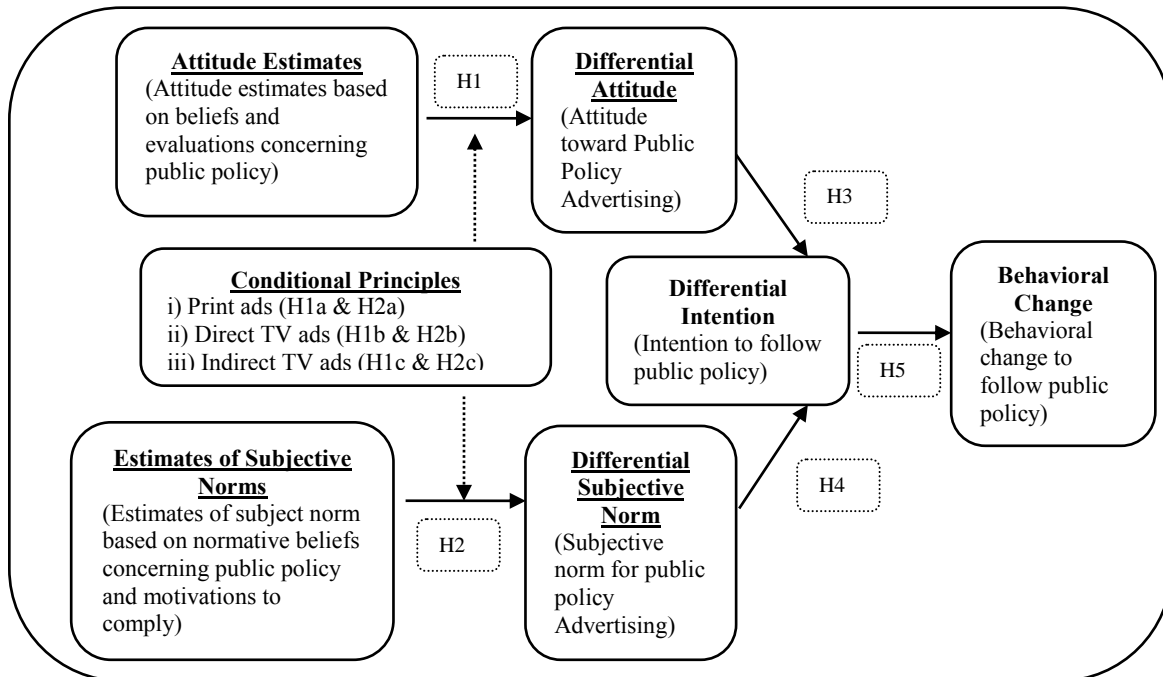 Attitude Estimates
(Attitude estimates based
on beliefs and
evaluations concerning
public policy)
H1
Differential
Attitude
(Attitude
toward Public
Policy
Advertising)
H3
Conditional Principles
i) Print ads (H1a & H2a)
ii) Direct TV ads (H1b & H2b)
iii) Indirect TV ads (H1c & H2c)
Differential
Intention
(Intention to follow
public policy)
H5
Behavioral
Change
(Behavioral
change to
follow public
policy)
Estimates of Subjective
Norms
(Estimates of subject norm
based on normative beliefs
concerning public policy
and motivations to
comply)
H2
Differential
Subjective
Norm
(Subjective
norm for public
policy
Advertising)
H4